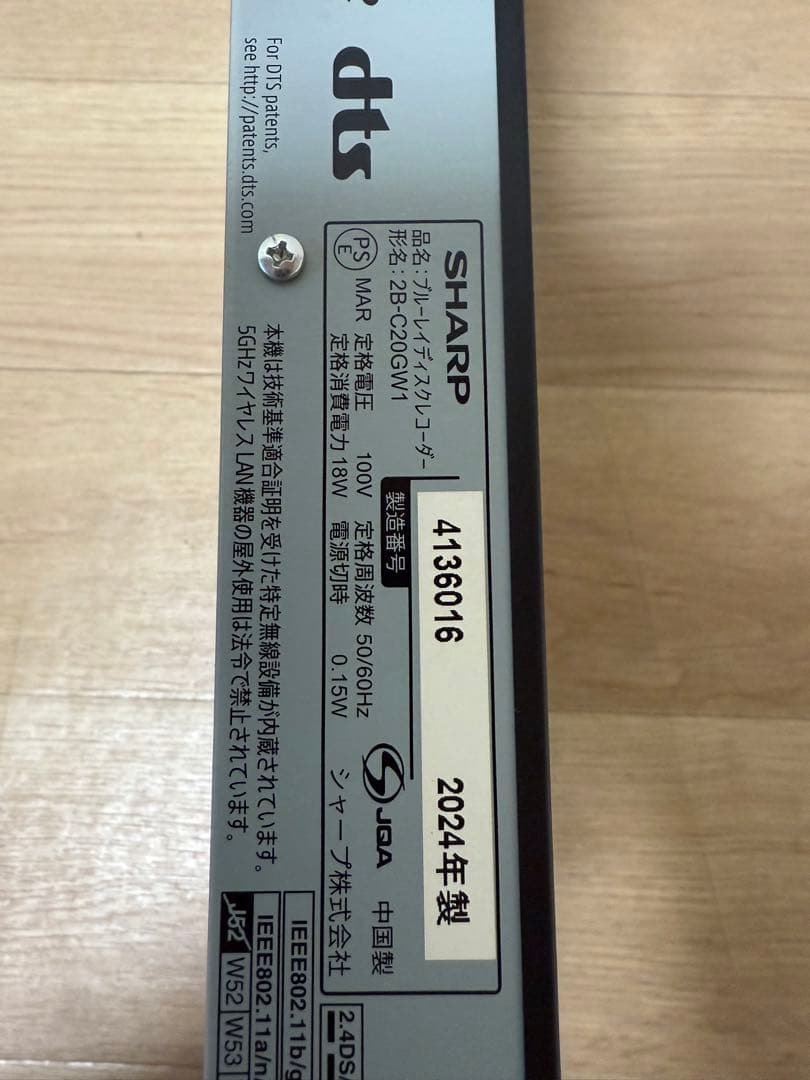 dts
For DTS patents,
see http://patents.dts.com
SHARP
品名：ブルーレイディスクレコーダー
形名：2B-C20GW1
製造番号
4136016 2024年製
PS E MAR 定格電圧 100V 定格周波数 50/60Hz
定格消費電力 18W 電源切時 0.15W
JQA 中国製
シャープ株式会社
本機は技術基準適合証明を受けた特定無線設備が内蔵されています。
5GHzワイヤレスLAN機器の屋外使用は法令で禁止されています。
2.4DS/
IEEE802.11b/g
IEEE802.11a/n
J52 W52 W53